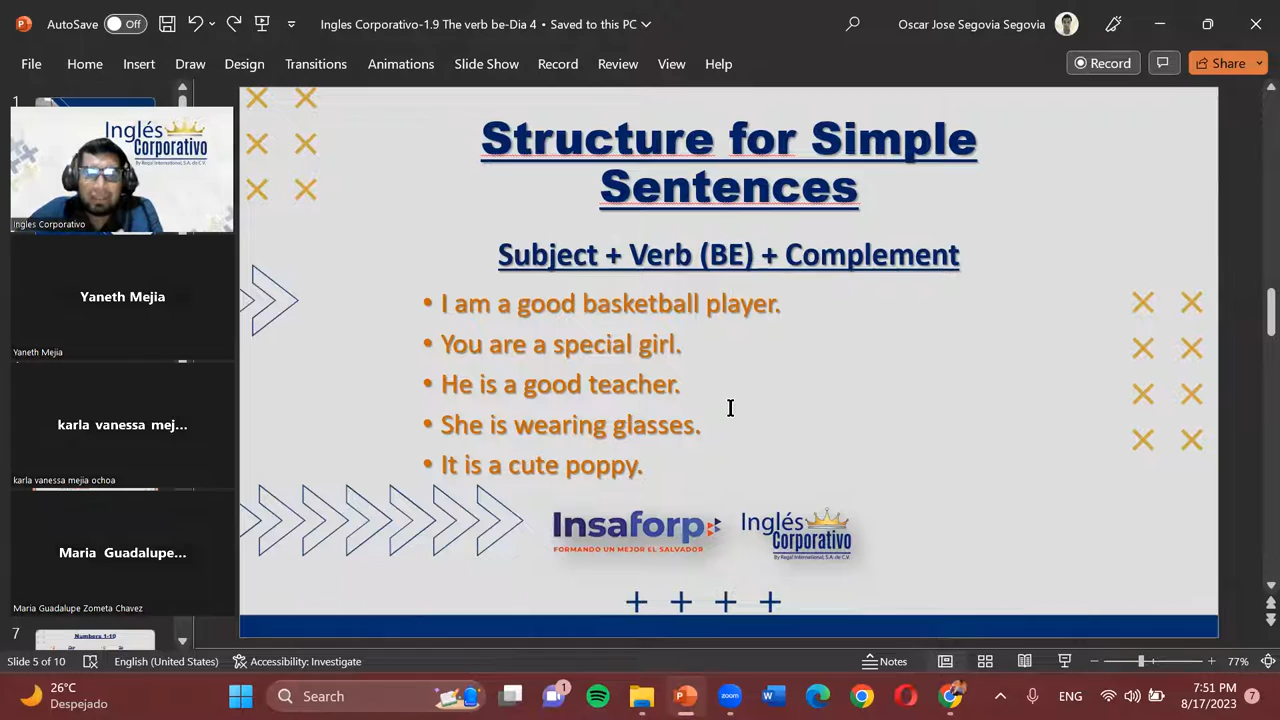 AutoSave
Off
Ingles Corporativo-1.9 The verb be-Dia 4 • Saved to this PC
Oscar Jose Segovia Segovia
File
Home
Insert
Draw
Design
Transitions
Animations
Slide Show
Record
Review
View
Help
Record
Share
1
Inglés
Corporativo
By Regal International, S.A. de C.V.
Ingles Corporativo
Yaneth Mejia
Yaneth Mejia
karla vanessa mej...
karla vanessa mejia ochoa
Maria Guadalupe...
Maria Guadalupe Zometa Chavez
7
Numbers 1-10
Structure for Simple
Sentences
Subject + Verb (BE) + Complement
• I am a good basketball player.
• You are a special girl.
• He is a good teacher.
• She is wearing glasses.
• It is a cute poppy.
Insaforp
FORMANDO UN MEJOR EL SALVADOR
Inglés
Corporativo
By Regal International, S.A. de C.V.
Slide 5 of 10
English (United States)
Accessibility: Investigate
Notes
77%
26°C
Despejado
Search
1
zoom
ENG
7:51 PM
8/17/2023
7